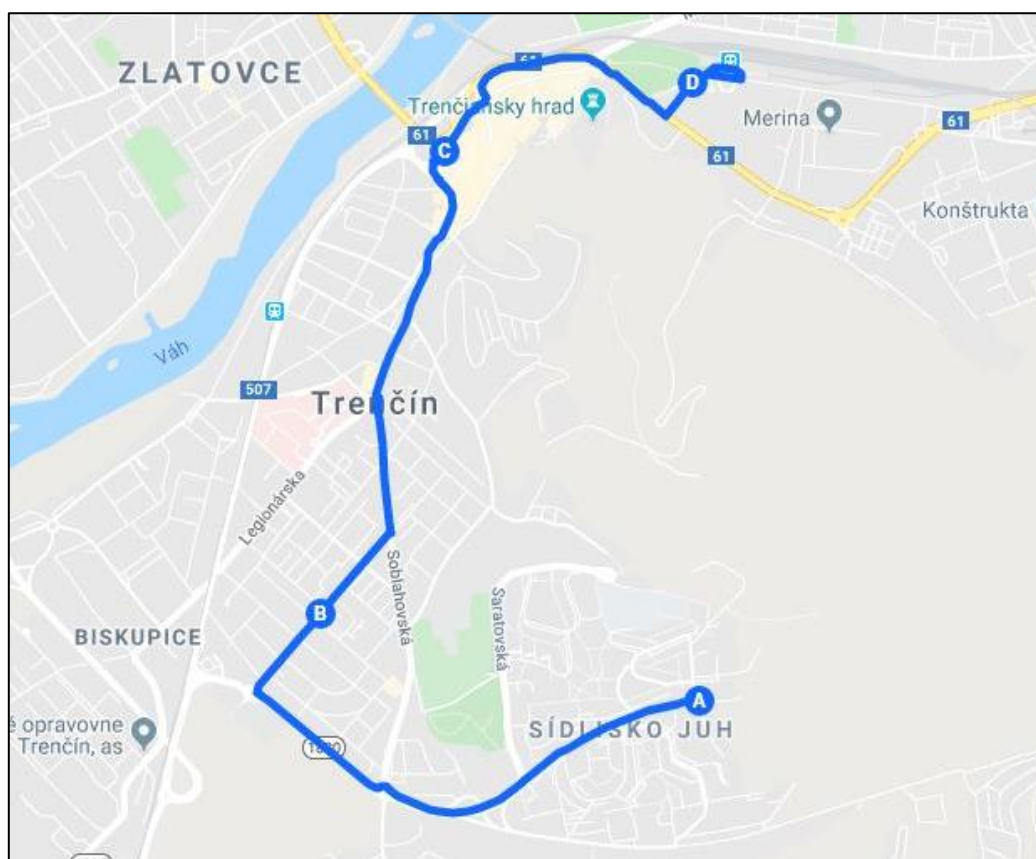 ZLATOVCE
61
D
Trenčiansky hrad
Merina
61
C
61
61
Konštrukta
Váh
507
Trenčín
Legionárska
Soblahovská
Saratovská
B
BISKUPICE
A
SÍDLISKO JUH
é opravovne
Trenčín, as